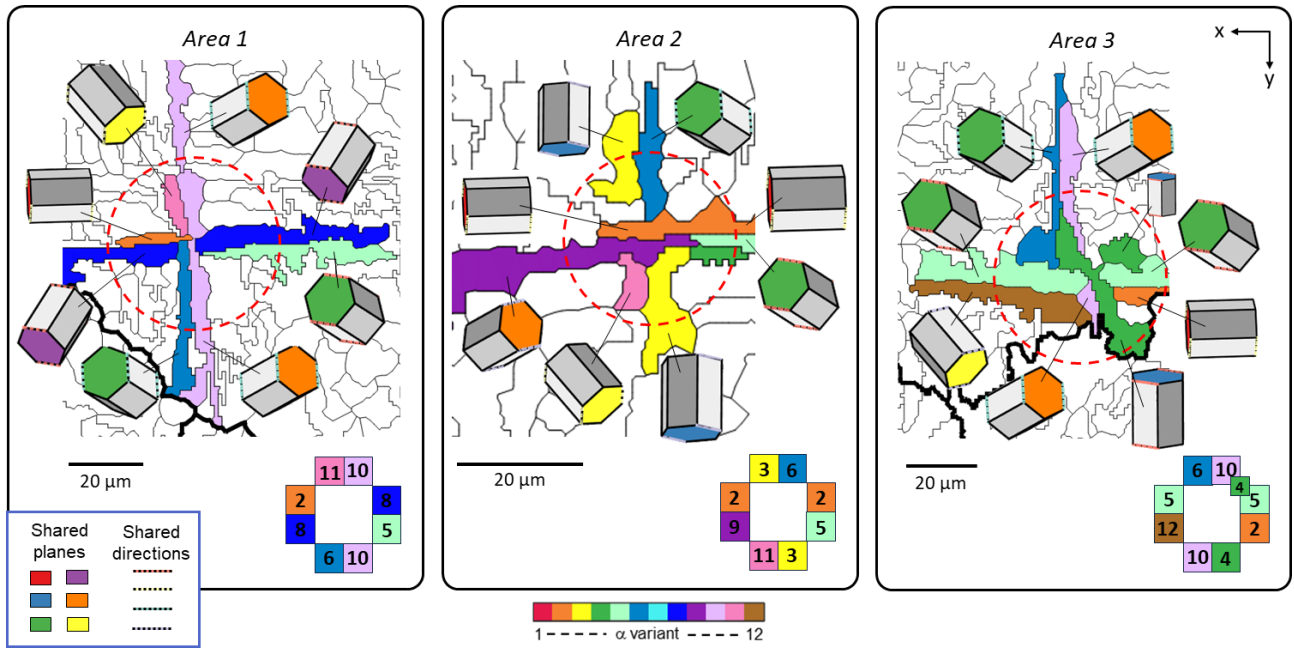 Area 1
Area 2
Area 3
x
y
20 µm
20 µm
20 µm
11 10
2 8
8 5
6 10
3 6
2 2
9 5
11 3
6 10
4
5 5
12 2
10 4
Shared planes
Shared directions
1 α variant 12